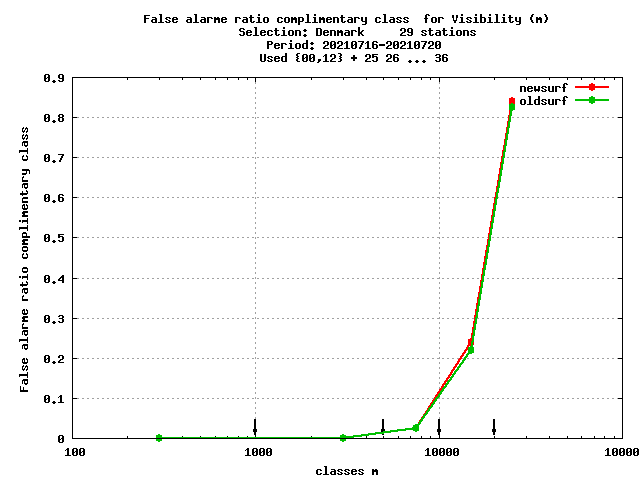 False alarme ratio complimentary class  for Visibility (m)
Selection: Denmark     29 stations
Period: 20210716-20210720
Used {00,12} + 25 26 ... 36
newsurf
oldsurf
0.9
0.8
0.7
0.6
0.5
0.4
0.3
0.2
0.1
0
False alarme ratio complimentary class
100
1000
10000
10000
classes m